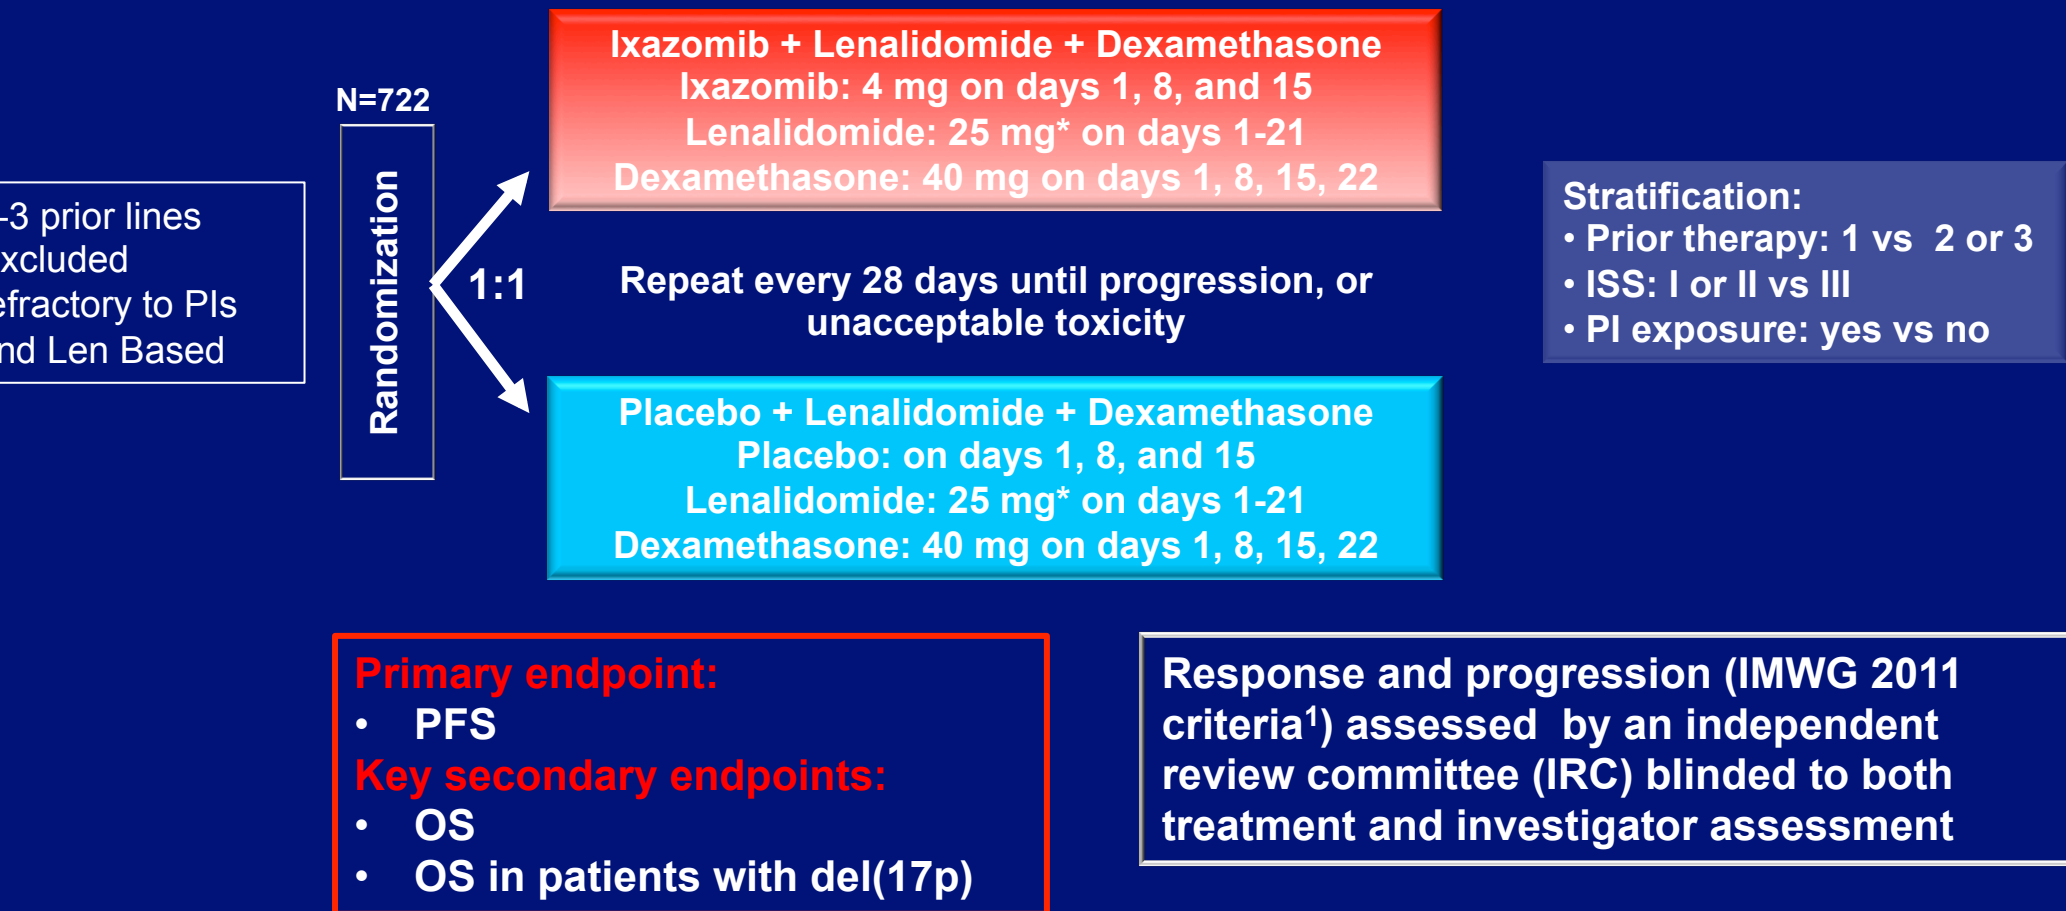 Ixazomib + Lenalidomide + Dexamethasone
Ixazomib: 4 mg on days 1, 8, and 15
Lenalidomide: 25 mg* on days 1-21
Dexamethasone: 40 mg on days 1, 8, 15, 22
N=722
Randomization
-3 prior lines
xcluded
efractory to PIs
nd Len Based
1:1
Repeat every 28 days until progression, or
unacceptable toxicity
Stratification:
• Prior therapy: 1 vs 2 or 3
• ISS: I or II vs III
• PI exposure: yes vs no
Placebo + Lenalidomide + Dexamethasone
Placebo: on days 1, 8, and 15
Lenalidomide: 25 mg* on days 1-21
Dexamethasone: 40 mg on days 1, 8, 15, 22
Primary endpoint:
• PFS
Key secondary endpoints:
• OS
• OS in patients with del(17p)
Response and progression (IMWG 2011
criteria¹) assessed by an independent
review committee (IRC) blinded to both
treatment and investigator assessment